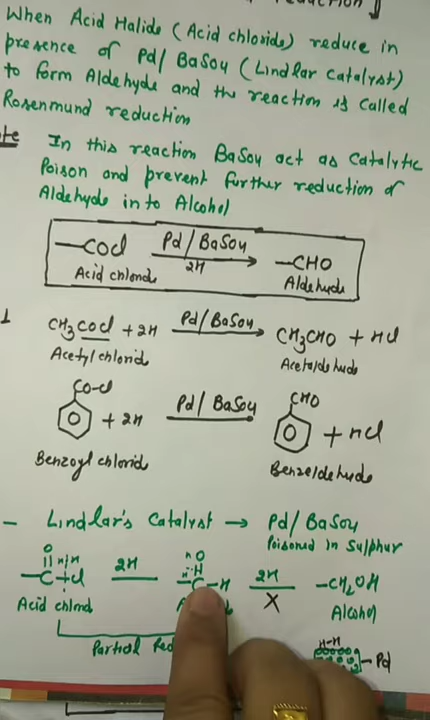 When Acid Halide (Acid chloride) reduce in
presence of Pd/BaSO4 (Lindlar Catalyst)
to form Aldehyde and the reaction is called
Rosenmund reduction
In this reaction BaSO4 act as Catalytic
Poison and prevent further reduction of
Aldehyde in to Alcohol
—COCl Pd/BaSO4 2H —CHO
Acid chloride Aldehyde
CH3COCl + 2H Pd/BaSO4 CH3CHO + HCl
Acetyl chlorid Acetaldehyde
CO-Cl CHO
+ 2H Pd/BaSO4 + HCl
Benzoyl chlorid Benzeldehyde
— Lindlar's Catalyst → Pd/BaSO4
Poisoned in Sulphur
O H O
—C+Cl 2H —C—H 2H X —CH2OH
Acid chlorid Alcohol
Partial
H-H
Pd